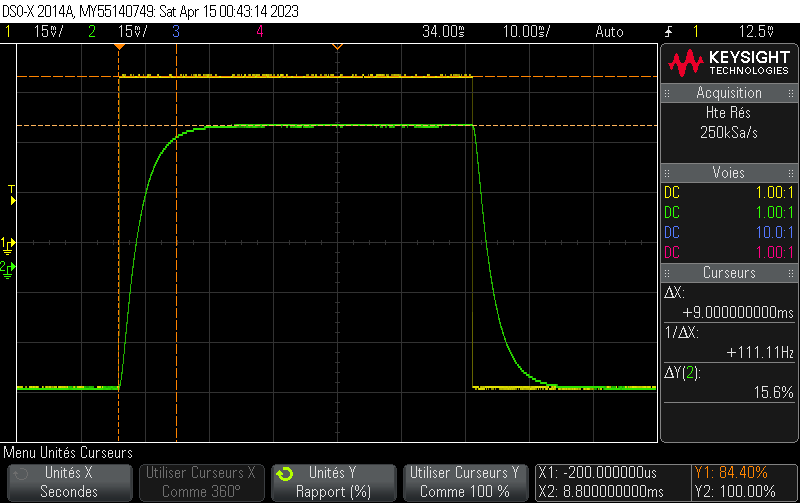 DSO-X 2014A, MY55140749: Sat Apr 15 00:43:14 2023
1 15V/ 2 15V/ 3 4 34.00ms 10.00ms/ Auto 1 12.5V
KEYSIGHT
TECHNOLOGIES
Acquisition
Hte Rés
250kSa/s
Voies
DC 1.00:1
DC 1.00:1
DC 10.0:1
DC 1.00:1
Curseurs
ΔX:
+9.000000000ms
1/ΔX:
+111.11Hz
ΔY(2):
15.6%
T
1
2
Menu Unités Curseurs
Unités X
Secondes
Utiliser Curseurs X
Comme 360°
Unités Y
Rapport (%)
Utiliser Curseurs Y
Comme 100 %
X1: -200.000000us
X2: 8.800000000ms
Y1: 84.40%
Y2: 100.00%